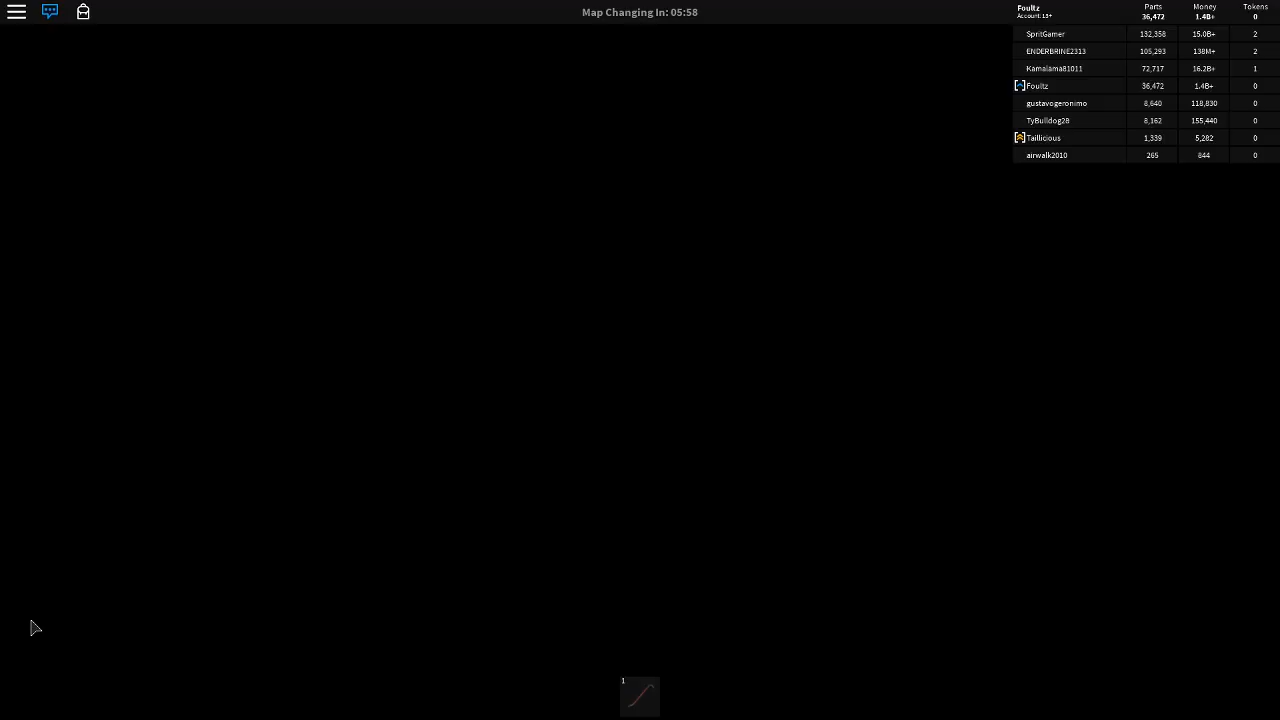 Map Changing In: 05:58
Foultz Parts Money Tokens
Account: 13+ 36,472 1.4B+ 0
SpritGamer 132,358 15.0B+ 2
ENDERBRINE2313 105,293 138M+ 2
Kamalama81011 72,717 16.2B+ 1
Foultz 36,472 1.4B+ 0
gustavogeronimo 8,640 118,830 0
TyBulldog28 8,162 155,440 0
Taillicious 1,339 5,282 0
airwalk2010 265 844 0
1